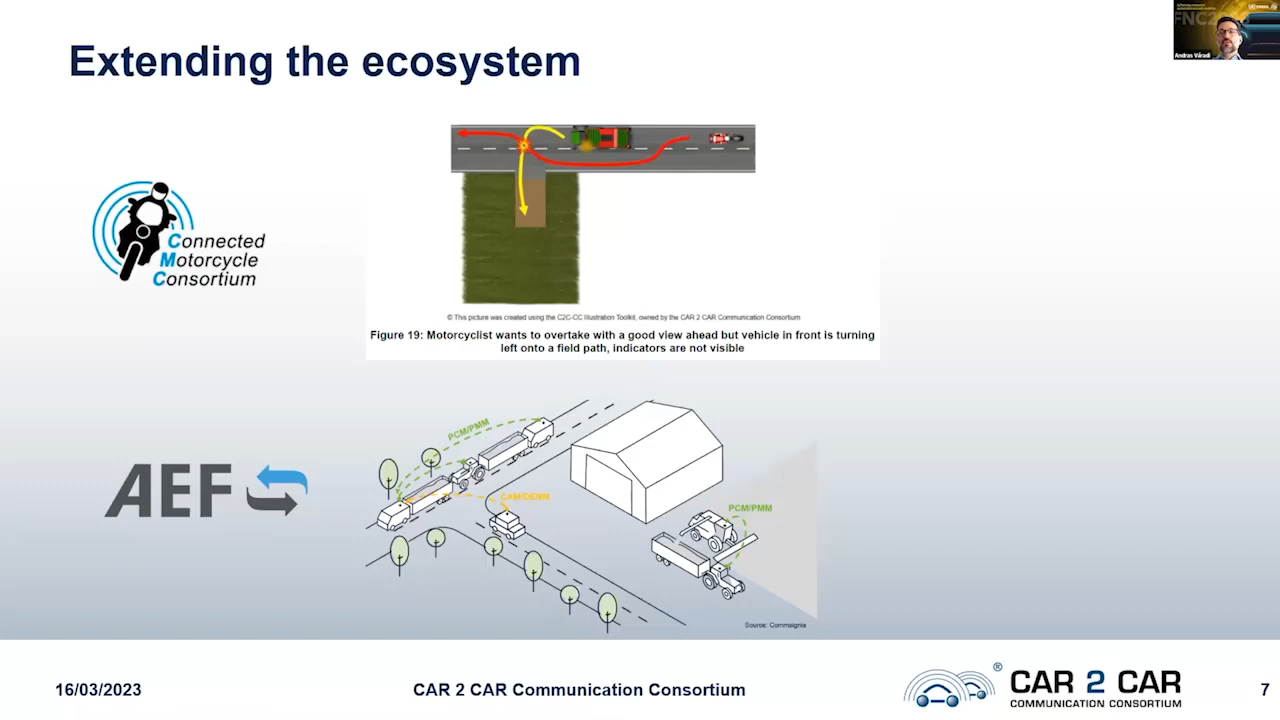 Extending the ecosystem
Andras Váradi
Connected
Motorcycle
Consortium
© This picture was created using the C2C-CC Illustration Toolkit, owned by the CAR 2 CAR Communication Consortium
Figure 19: Motorcyclist wants to overtake with a good view ahead but vehicle in front is turning
left onto a field path, indicators are not visible
AEF
PCM/PMM
CAM/DENM
PCM/PMM
Source: Commsignia
16/03/2023
CAR 2 CAR Communication Consortium
®
CAR 2 CAR
COMMUNICATION CONSORTIUM
7